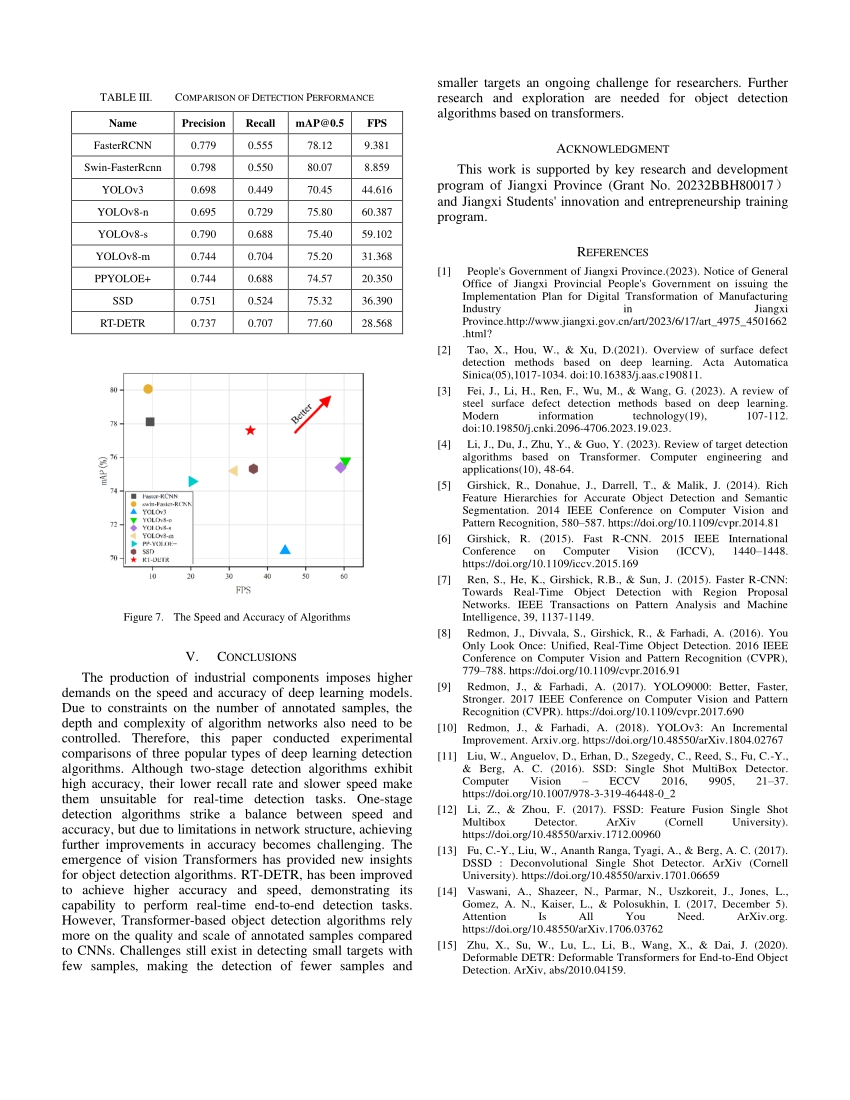 TABLE III. COMPARISON OF DETECTION PERFORMANCE
Name Precision Recall mAP@0.5 FPS
FasterRCNN 0.779 0.555 78.12 9.381
Swin-FasterRcnn 0.798 0.550 80.07 8.859
YOLOv3 0.698 0.449 70.45 44.616
YOLOv8-n 0.695 0.729 75.80 60.387
YOLOv8-s 0.790 0.688 75.40 59.102
YOLOv8-m 0.744 0.704 75.20 31.368
PPYOLOE+ 0.744 0.688 74.57 20.350
SSD 0.751 0.524 75.32 36.390
RT-DETR 0.737 0.707 77.60 28.568
80
78
76
74
72
70
mAP(%)
Better
Faster-RCNN
swin-Faster-RCNN
YOLOv3
YOLOv8-n
YOLOv8-s
YOLOv8-m
PP-YOLOE+
SSD
RT-DETR
10 20 30 40 50 60
FPS
Figure 7. The Speed and Accuracy of Algorithms
V. CONCLUSIONS
The production of industrial components imposes higher
demands on the speed and accuracy of deep learning models.
Due to constraints on the number of annotated samples, the
depth and complexity of algorithm networks also need to be
controlled. Therefore, this paper conducted experimental
comparisons of three popular types of deep learning detection
algorithms. Although two-stage detection algorithms exhibit
high accuracy, their lower recall rate and slower speed make
them unsuitable for real-time detection tasks. One-stage
detection algorithms strike a balance between speed and
accuracy, but due to limitations in network structure, achieving
further improvements in accuracy becomes challenging. The
emergence of vision Transformers has provided new insights
for object detection algorithms. RT-DETR, has been improved
to achieve higher accuracy and speed, demonstrating its
capability to perform real-time end-to-end detection tasks.
However, Transformer-based object detection algorithms rely
more on the quality and scale of annotated samples compared
to CNNs. Challenges still exist in detecting small targets with
few samples, making the detection of fewer samples and
smaller targets an ongoing challenge for researchers. Further
research and exploration are needed for object detection
algorithms based on transformers.
ACKNOWLEDGMENT
This work is supported by key research and development
program of Jiangxi Province (Grant No. 20232BBH80017）
and Jiangxi Students' innovation and entrepreneurship training
program.
REFERENCES
[1] People's Government of Jiangxi Province.(2023). Notice of General
Office of Jiangxi Provincial People's Government on issuing the
Implementation Plan for Digital Transformation of Manufacturing
Industry in Jiangxi
Province.http://www.jiangxi.gov.cn/art/2023/6/17/art_4975_4501662
.html?
[2] Tao, X., Hou, W., & Xu, D.(2021). Overview of surface defect
detection methods based on deep learning. Acta Automatica
Sinica(05),1017-1034. doi:10.16383/j.aas.c190811.
[3] Fei, J., Li, H., Ren, F., Wu, M., & Wang, G. (2023). A review of
steel surface defect detection methods based on deep learning.
Modern information technology(19), 107-112.
doi:10.19850/j.cnki.2096-4706.2023.19.023.
[4] Li, J., Du, J., Zhu, Y., & Guo, Y. (2023). Review of target detection
algorithms based on Transformer. Computer engineering and
applications(10), 48-64.
[5] Girshick, R., Donahue, J., Darrell, T., & Malik, J. (2014). Rich
Feature Hierarchies for Accurate Object Detection and Semantic
Segmentation. 2014 IEEE Conference on Computer Vision and
Pattern Recognition, 580–587. https://doi.org/10.1109/cvpr.2014.81
[6] Girshick, R. (2015). Fast R-CNN. 2015 IEEE International
Conference on Computer Vision (ICCV), 1440–1448.
https://doi.org/10.1109/iccv.2015.169
[7] Ren, S., He, K., Girshick, R.B., & Sun, J. (2015). Faster R-CNN:
Towards Real-Time Object Detection with Region Proposal
Networks. IEEE Transactions on Pattern Analysis and Machine
Intelligence, 39, 1137-1149.
[8] Redmon, J., Divvala, S., Girshick, R., & Farhadi, A. (2016). You
Only Look Once: Unified, Real-Time Object Detection. 2016 IEEE
Conference on Computer Vision and Pattern Recognition (CVPR),
779–788. https://doi.org/10.1109/cvpr.2016.91
[9] Redmon, J., & Farhadi, A. (2017). YOLO9000: Better, Faster,
Stronger. 2017 IEEE Conference on Computer Vision and Pattern
Recognition (CVPR). https://doi.org/10.1109/cvpr.2017.690
[10] Redmon, J., & Farhadi, A. (2018). YOLOv3: An Incremental
Improvement. Arxiv.org. https://doi.org/10.48550/arXiv.1804.02767
[11] Liu, W., Anguelov, D., Erhan, D., Szegedy, C., Reed, S., Fu, C.-Y.,
& Berg, A. C. (2016). SSD: Single Shot MultiBox Detector.
Computer Vision – ECCV 2016, 9905, 21–37.
https://doi.org/10.1007/978-3-319-46448-0_2
[12] Li, Z., & Zhou, F. (2017). FSSD: Feature Fusion Single Shot
Multibox Detector. ArXiv (Cornell University).
https://doi.org/10.48550/arxiv.1712.00960
[13] Fu, C.-Y., Liu, W., Ananth Ranga, Tyagi, A., & Berg, A. C. (2017).
DSSD : Deconvolutional Single Shot Detector. ArXiv (Cornell
University). https://doi.org/10.48550/arxiv.1701.06659
[14] Vaswani, A., Shazeer, N., Parmar, N., Uszkoreit, J., Jones, L.,
Gomez, A. N., Kaiser, L., & Polosukhin, I. (2017, December 5).
Attention Is All You Need. ArXiv.org.
https://doi.org/10.48550/arXiv.1706.03762
[15] Zhu, X., Su, W., Lu, L., Li, B., Wang, X., & Dai, J. (2020).
Deformable DETR: Deformable Transformers for End-to-End Object
Detection. ArXiv, abs/2010.04159.